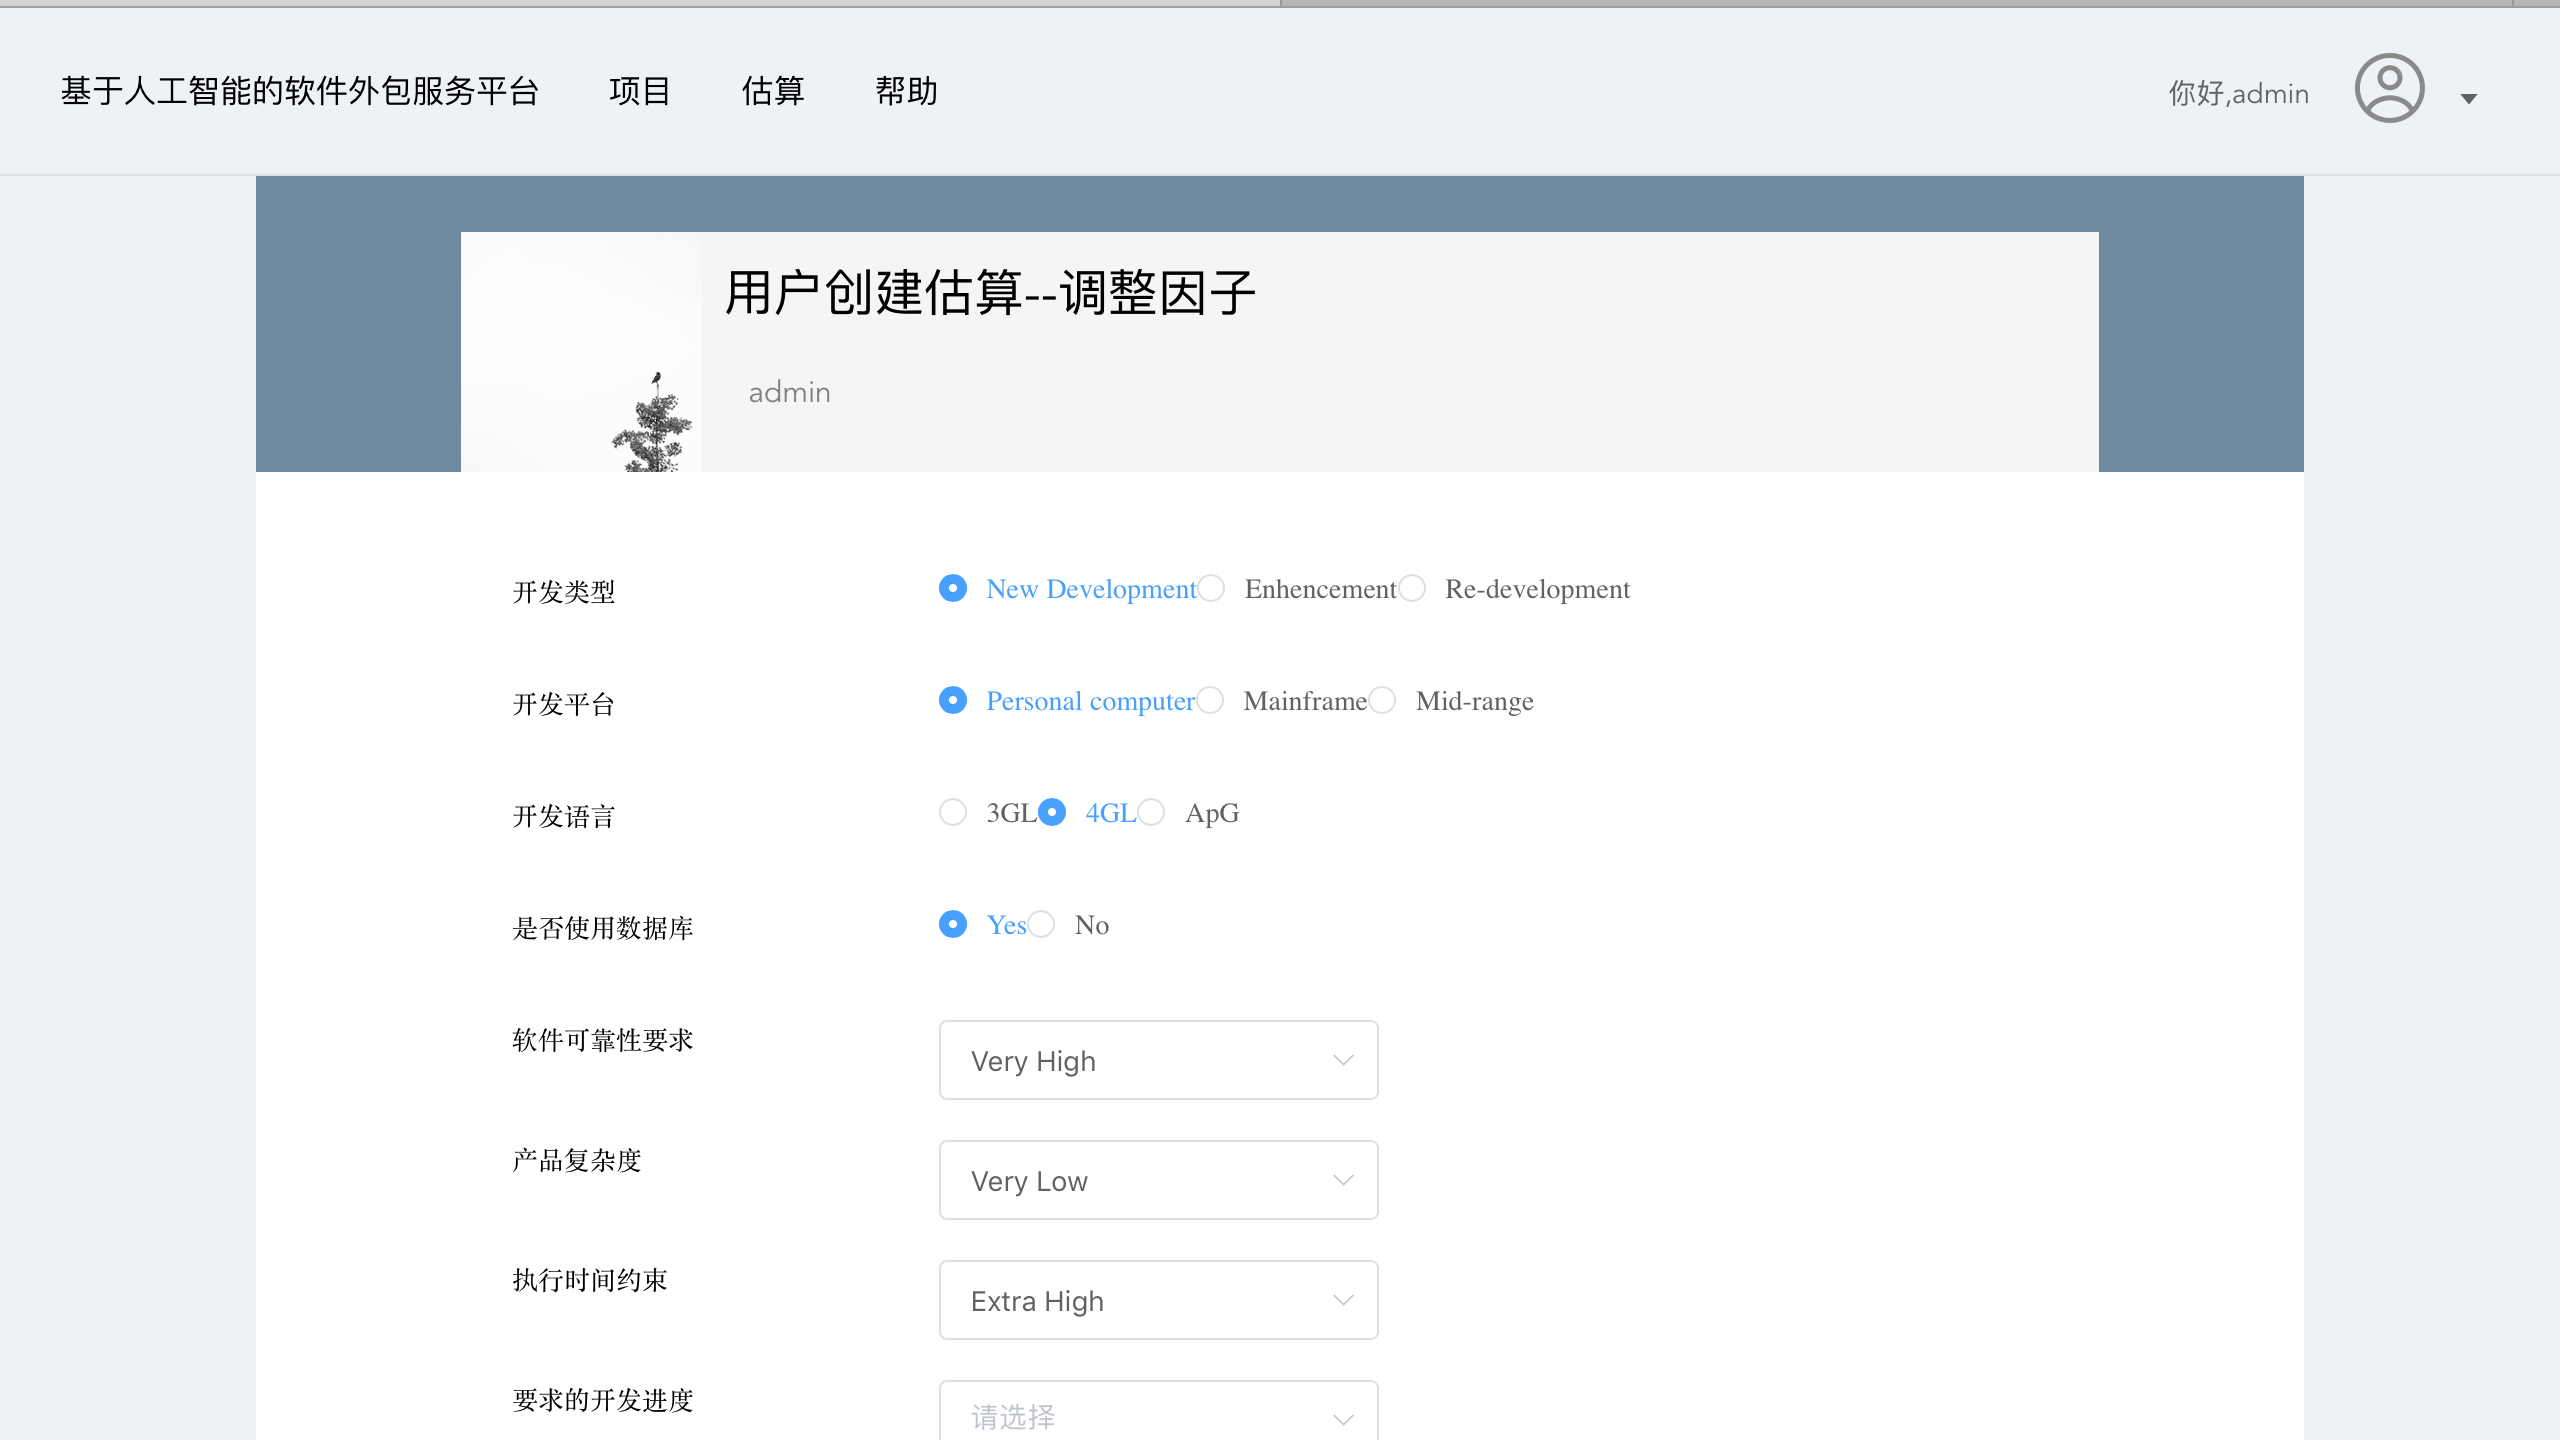 基于人工智能的软件外包服务平台 项目 估算 帮助 你好,admin
用户创建估算--调整因子
admin
开发类型 New Development Enhencement Re-development
开发平台 Personal computer Mainframe Mid-range
开发语言 3GL 4GL ApG
是否使用数据库 Yes No
软件可靠性要求 Very High
产品复杂度 Very Low
执行时间约束 Extra High
要求的开发进度 请选择